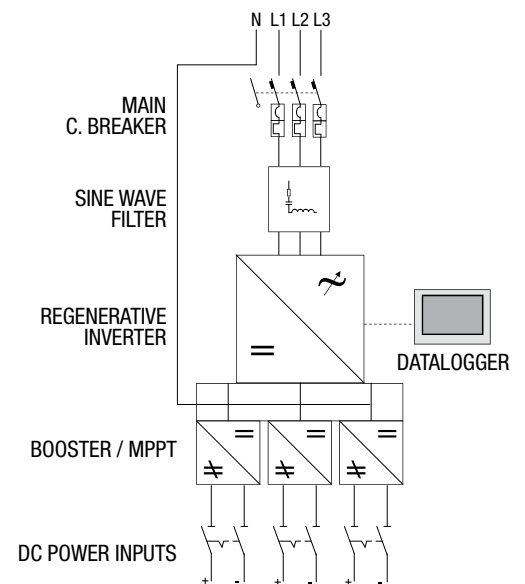 N L1 L2 L3
MAIN
C. BREAKER
SINE WAVE
FILTER
REGENERATIVE
INVERTER
DATALOGGER
BOOSTER / MPPT
DC POWER INPUTS
+ - + - + -